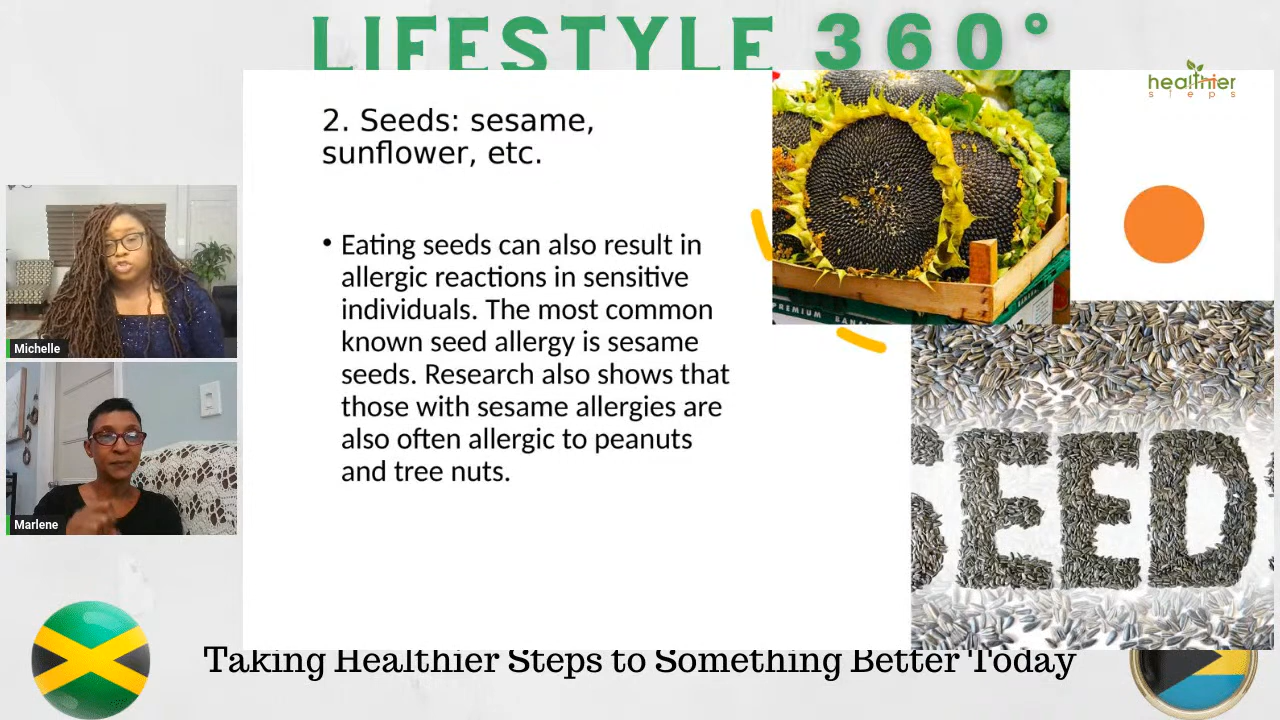 LIFESTYLE 360°
healthier
steps
2. Seeds: sesame,
sunflower, etc.
• Eating seeds can also result in
allergic reactions in sensitive
individuals. The most common
known seed allergy is sesame
seeds. Research also shows that
those with sesame allergies are
also often allergic to peanuts
and tree nuts.
PREMIUM BANA
SEED
Michelle
Marlene
Taking Healthier Steps to Something Better Today